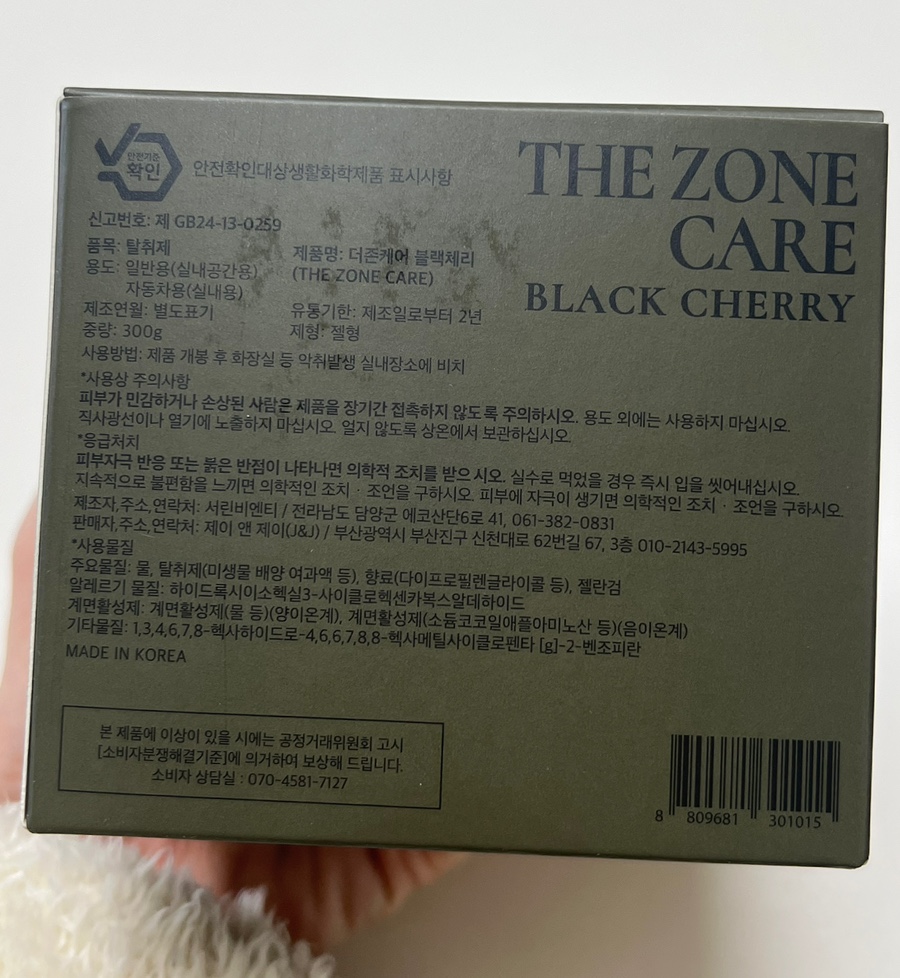 안전기준
확인
안전확인대상생활화학제품 표시사항
THE ZONE
CARE
BLACK CHERRY
신고번호: 제 GB24-13-0259
품목: 탈취제
제품명: 더존케어 블랙체리
용도: 일반용(실내공간용)
(THE ZONE CARE)
자동차용(실내용)
제조연월: 별도표기
유통기한: 제조일로부터 2년
중량: 300g
제형: 젤형
사용방법: 제품 개봉 후 화장실 등 악취발생 실내장소에 비치
*사용상 주의사항
피부가 민감하거나 손상된 사람은 제품을 장기간 접촉하지 않도록 주의하시오. 용도 외에는 사용하지 마십시오.
직사광선이나 열기에 노출하지 마십시오. 얼지 않도록 상온에서 보관하십시오.
*응급처치
피부자극 반응 또는 붉은 반점이 나타나면 의학적 조치를 받으시오. 실수로 먹었을 경우 즉시 입을 씻어내십시오.
지속적으로 불편함을 느끼면 의학적인 조치 · 조언을 구하시오. 피부에 자극이 생기면 의학적인 조치 · 조언을 구하시오.
제조자,주소,연락처: 서린비엔티 / 전라남도 담양군 에코산단6로 41, 061-382-0831
판매자,주소,연락처: 제이 앤 제이(J&J) / 부산광역시 부산진구 신천대로 62번길 67, 3층 010-2143-5995
*사용물질
주요물질: 물, 탈취제(미생물 배양 여과액 등), 향료(다이프로필렌글라이콜 등), 젤란검
알레르기 물질: 하이드록시이소헥실3-사이클로헥센카복스알데하이드
계면활성제: 계면활성제(물 등)(양이온계), 계면활성제(소듐코코일애플아미노산 등)(음이온계)
기타물질: 1,3,4,6,7,8-헥사하이드로-4,6,6,7,8,8-헥사메틸사이클로펜타 [g]-2-벤조피란
MADE IN KOREA
본 제품에 이상이 있을 시에는 공정거래위원회 고시
[소비자분쟁해결기준]에 의거하여 보상해 드립니다.
소비자 상담실 : 070-4581-7127
8 809681 301015